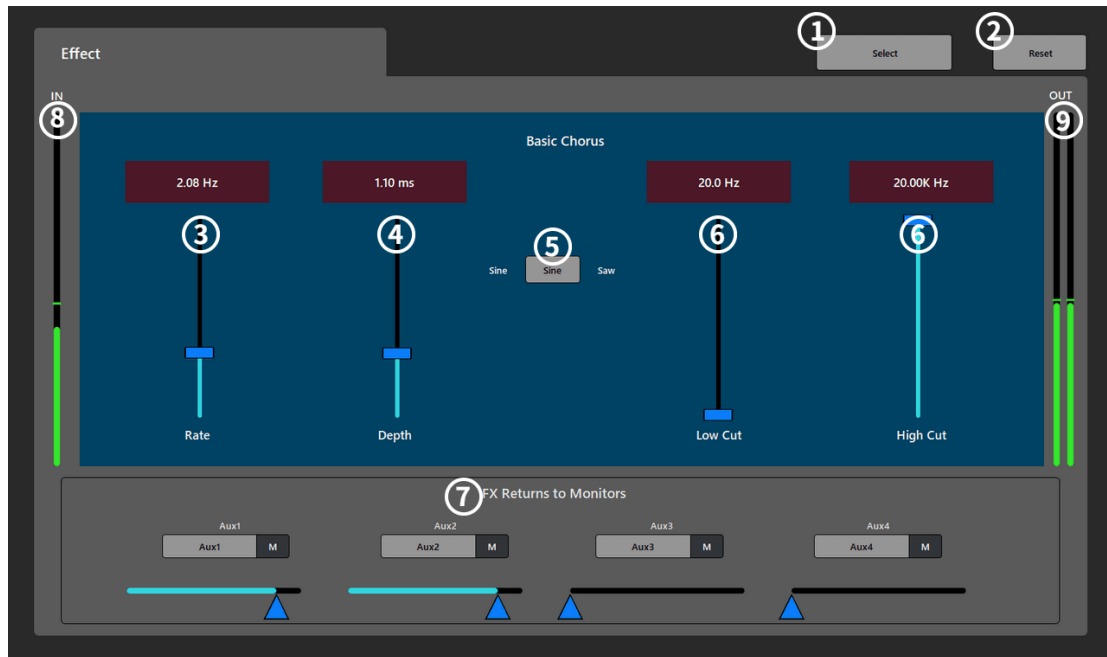 ① Select
② Reset
Effect
IN
OUT
⑧
⑨
Basic Chorus
2.08 Hz
1.10 ms
20.0 Hz
20.00K Hz
③
④
⑤
⑥
⑥
Sine
Sine
Saw
Rate
Depth
Low Cut
High Cut
⑦ FX Returns to Monitors
Aux1
Aux2
Aux3
Aux4
Aux1 M
Aux2 M
Aux3 M
Aux4 M